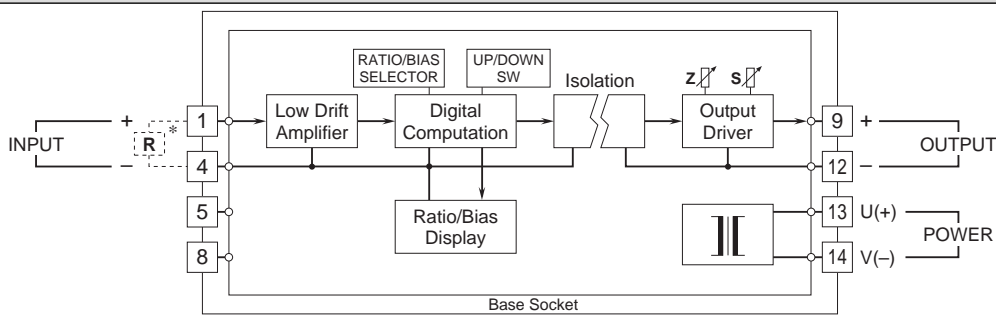 RATIO/BIAS
SELECTOR
UP/DOWN
SW
Isolation
Z
S
INPUT
+
–
R
*
1
4
5
8
Low Drift
Amplifier
Digital
Computation
Output
Driver
Ratio/Bias
Display
9
+
12
–
OUTPUT
13
U(+)
14
V(–)
POWER
Base Socket